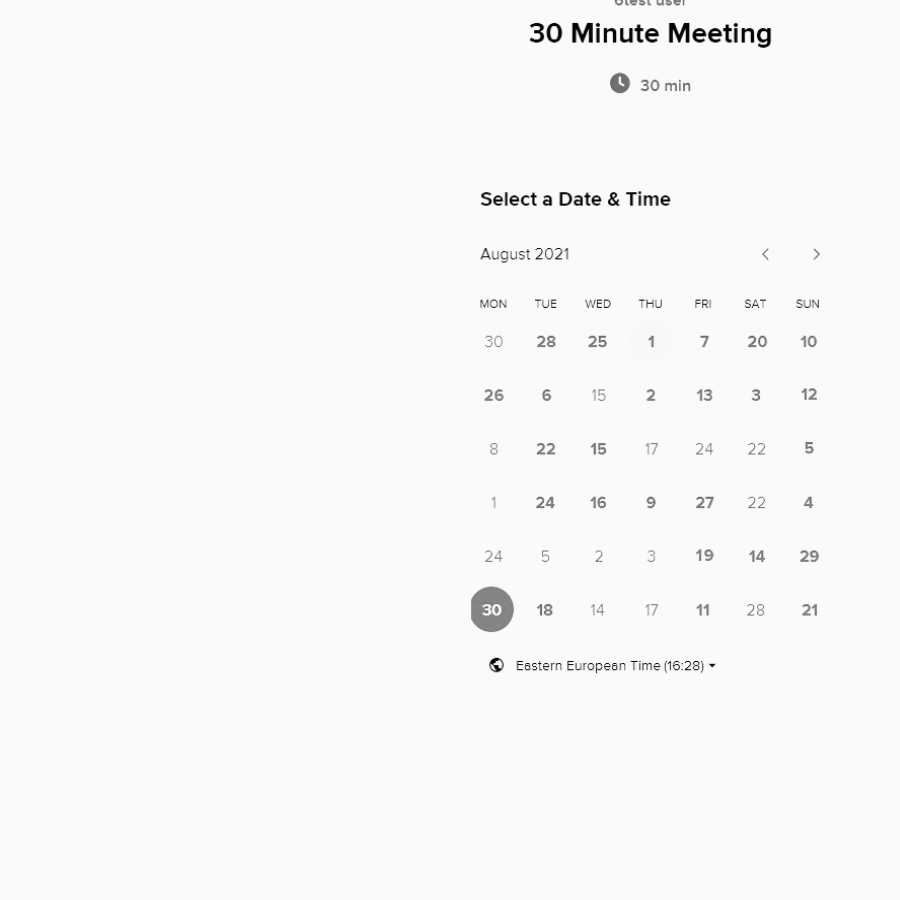 6test user
30 Minute Meeting
30 min
Select a Date & Time
August 2021
MON TUE WED THU FRI SAT SUN
30 28 25 1 7 20 10
26 6 15 2 13 3 12
8 22 15 17 24 22 5
1 24 16 9 27 22 4
24 5 2 3 19 14 29
30 18 14 17 11 28 21
Eastern European Time (16:28)